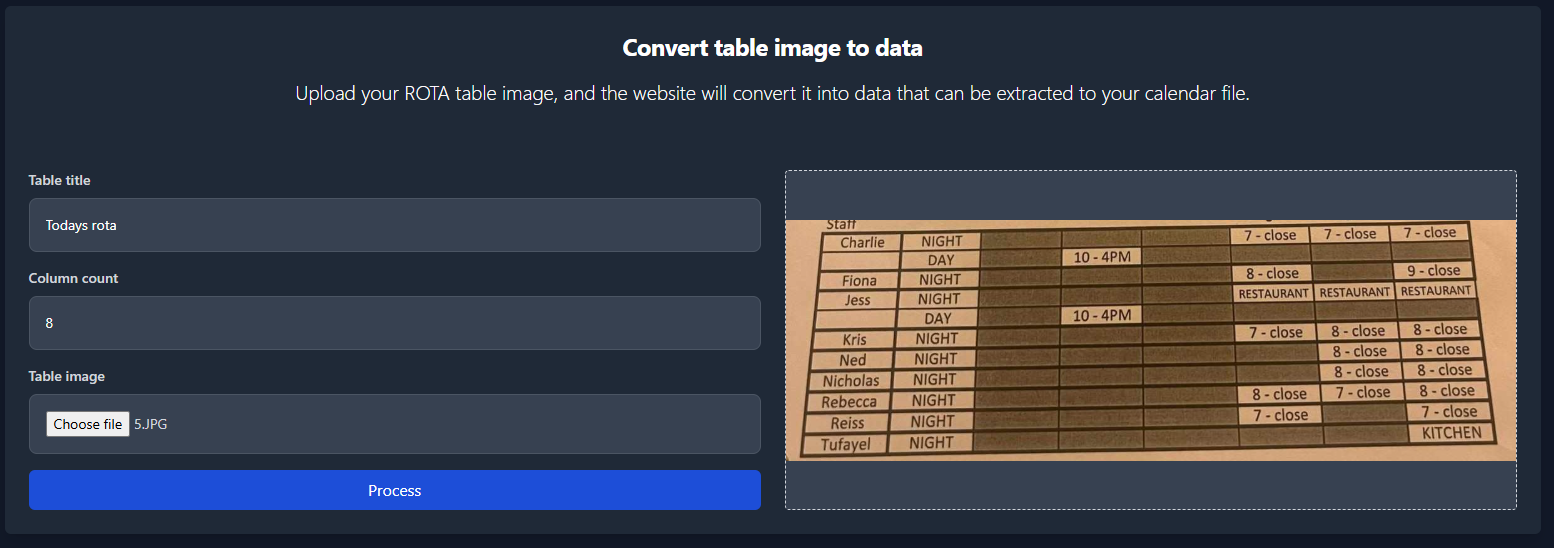 Convert table image to data
Upload your ROTA table image, and the website will convert it into data that can be extracted to your calendar file.
Table title
Todays rota
Column count
8
Table image
Choose file 5.JPG
Process
Staff
Charlie NIGHT 7 - close 7 - close 7 - close
DAY 10 - 4PM
Fiona NIGHT 8 - close 9 - close
Jess NIGHT RESTAURANT RESTAURANT RESTAURANT
DAY 10 - 4PM
Kris NIGHT 7 - close 8 - close 8 - close
Ned NIGHT 8 - close 8 - close
Nicholas NIGHT 8 - close 8 - close
Rebecca NIGHT 8 - close 7 - close 8 - close
Reiss NIGHT 7 - close 7 - close
Tufayel NIGHT KITCHEN